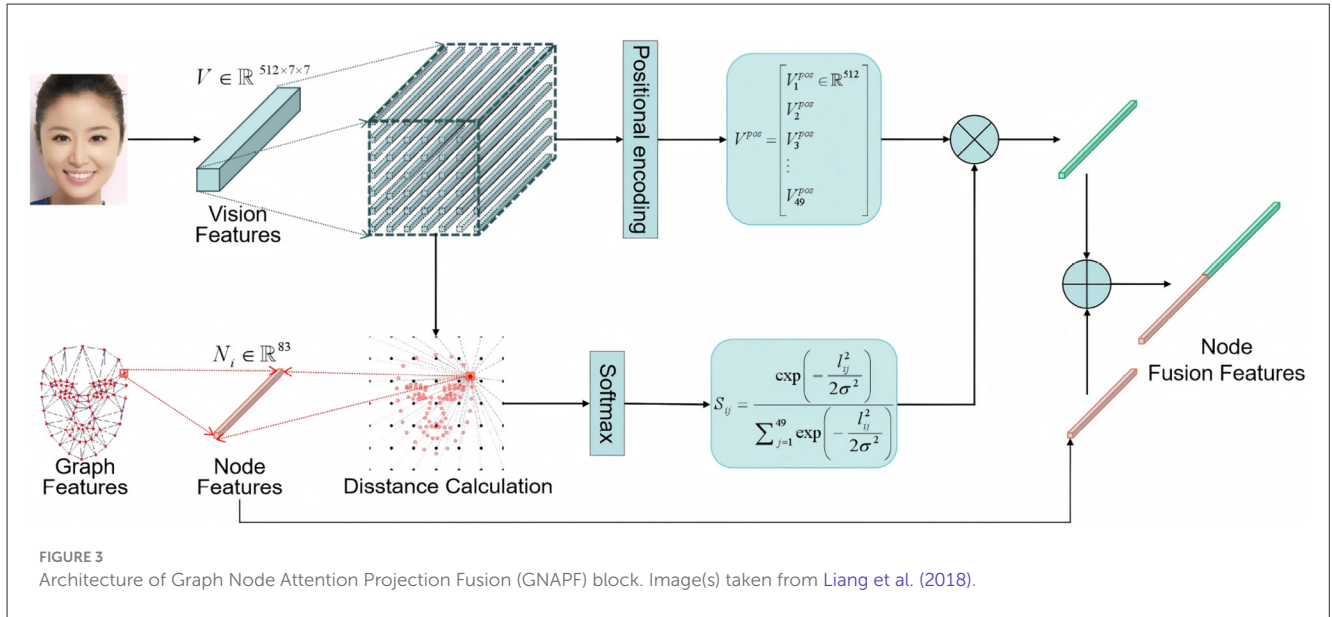 V ∈ ℝ^{512×7×7}
Vision
Features
Positional encoding
V^{pos} = [V_1^{pos} ∈ ℝ^{512}
V_2^{pos}
V_3^{pos}
⋮
V_{49}^{pos}]
N_i ∈ ℝ^{83}
Graph
Features
Node
Features
Disstance Calculation
Softmax
S_{ij} = exp(-l_{ij}^2 / 2σ^2) / ∑_{j=1}^{49} exp(-l_{ij}^2 / 2σ^2)
Node
Fusion Features
FIGURE 3
Architecture of Graph Node Attention Projection Fusion (GNAPF) block. Image(s) taken from Liang et al. (2018).